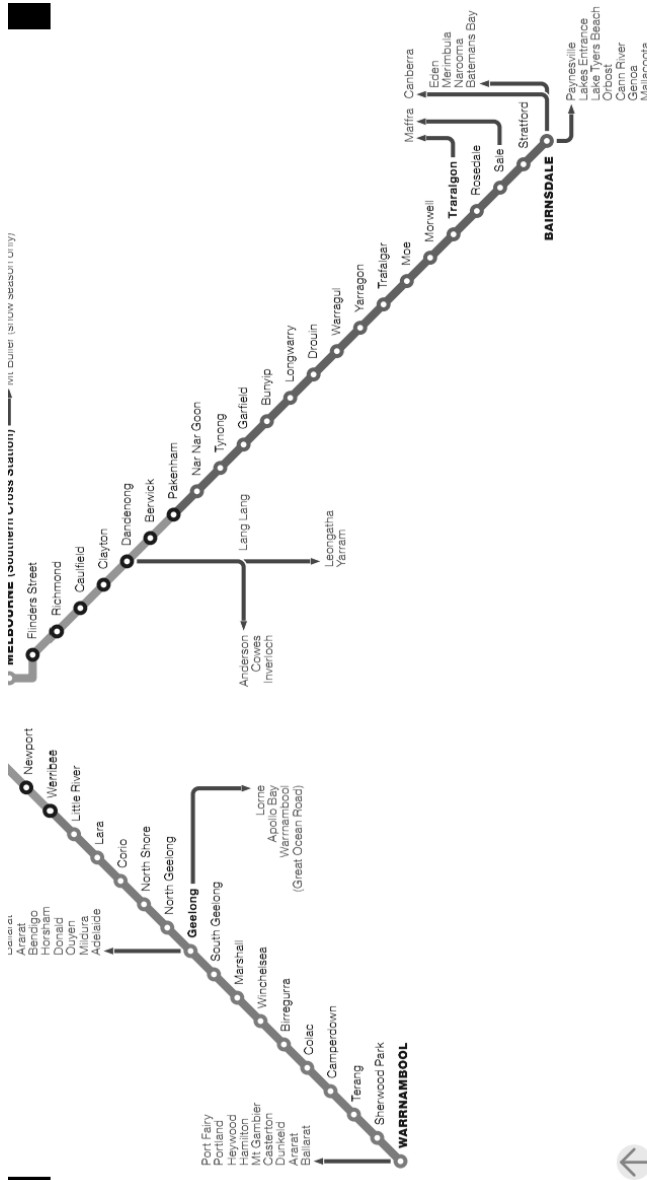 Mt Buller (snow season only)
MELBOURNE (Southern Cross Station)
Canberra
Eden
Merimbula
Narooma
Batemans Bay
Maffra
Paynesville
Lakes Entrance
Lake Tyers Beach
Orbost
Cann River
Genoa
Mallacoota
Stratford
Sale
Rosedale
Traralgon
BAIRNSDALE
Morwell
Moe
Trafalgar
Yarragon
Warragul
Drouin
Longwarry
Bunyip
Garfield
Tynong
Nar Nar Goon
Pakenham
Berwick
Dandenong
Clayton
Caulfield
Richmond
Flinders Street
Lang Lang
Leongatha
Yarram
Anderson
Cowes
Inverloch
Newport
Werribee
Little River
Lara
Corio
North Shore
North Geelong
Geelong
Lorne
Apollo Bay
Warrnambool
(Great Ocean Road)
Ballarat
Ararat
Bendigo
Horsham
Donald
Ouyen
Mildura
Adelaide
South Geelong
Marshall
Winchelsea
Birregurra
Colac
Camperdown
Terang
Sherwood Park
WARRNAMBOOL
Port Fairy
Portland
Heywood
Hamilton
Mt Gambier
Casterton
Dunkeld
Ararat
Ballarat